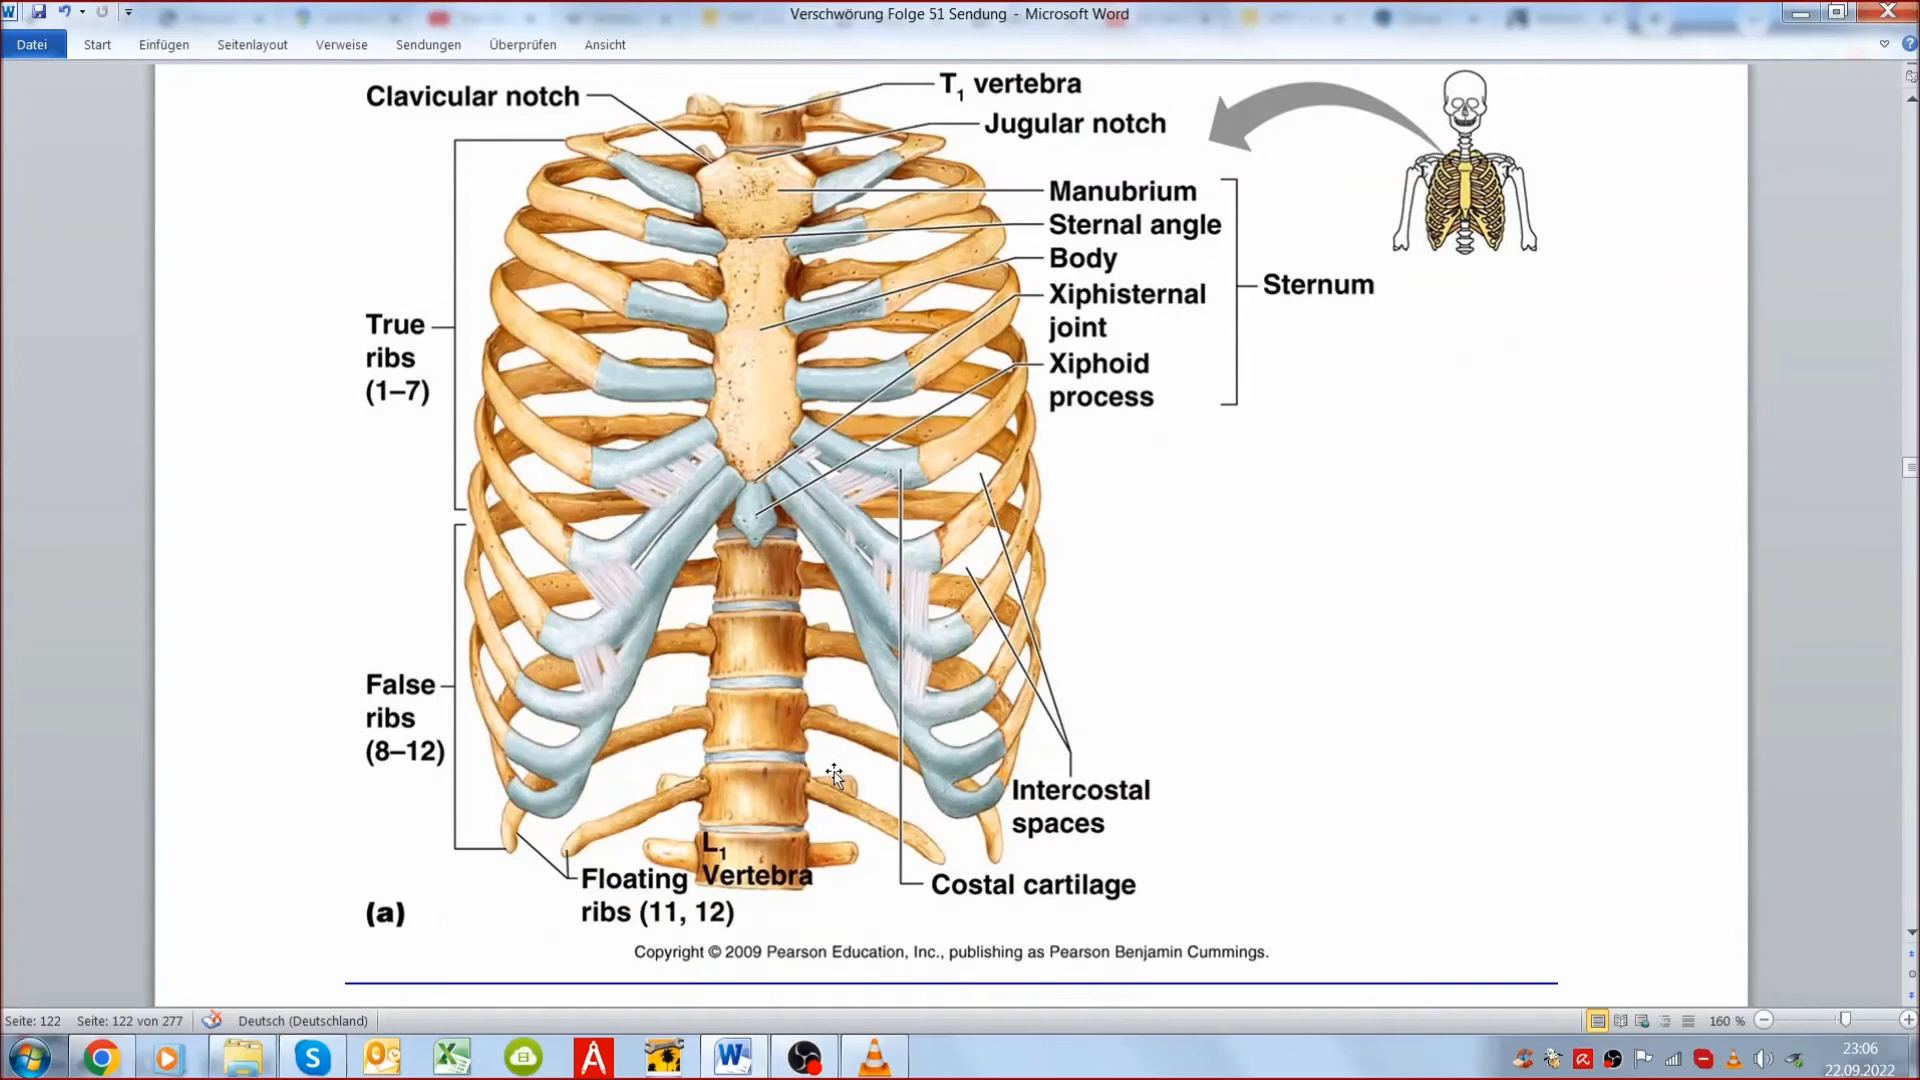 Verschwörung Folge 51 Sendung - Microsoft Word
Datei Start Einfügen Seitenlayout Verweise Sendungen Überprüfen Ansicht
Clavicular notch
T1 vertebra
Jugular notch
Manubrium
Sternal angle
Body
Xiphisternal
joint
Xiphoid
process
Sternum
True
ribs
(1–7)
False
ribs
(8–12)
Intercostal
spaces
L1
Vertebra
Floating
ribs (11, 12)
Costal cartilage
(a)
Copyright © 2009 Pearson Education, Inc., publishing as Pearson Benjamin Cummings.
Seite: 122 Seite: 122 von 277 Deutsch (Deutschland) 160 %
23:06
22.09.2022